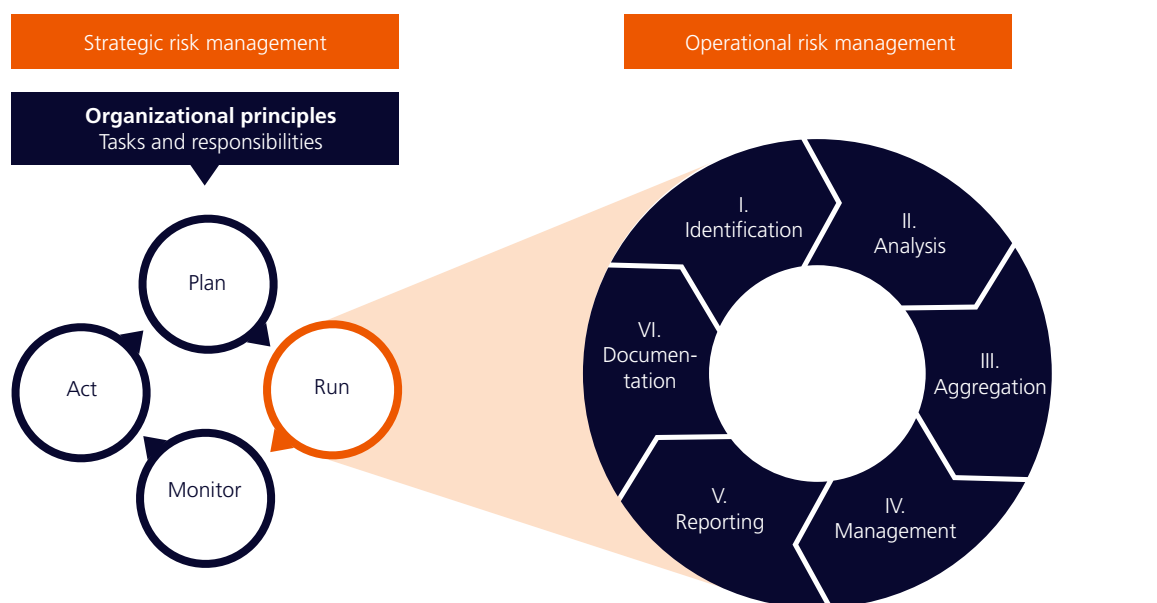 Strategic risk management
Operational risk management
Organizational principles
Tasks and responsibilities
Plan
Run
Monitor
Act
I.
Identification
II.
Analysis
III.
Aggregation
IV.
Management
V.
Reporting
VI.
Documen-
tation